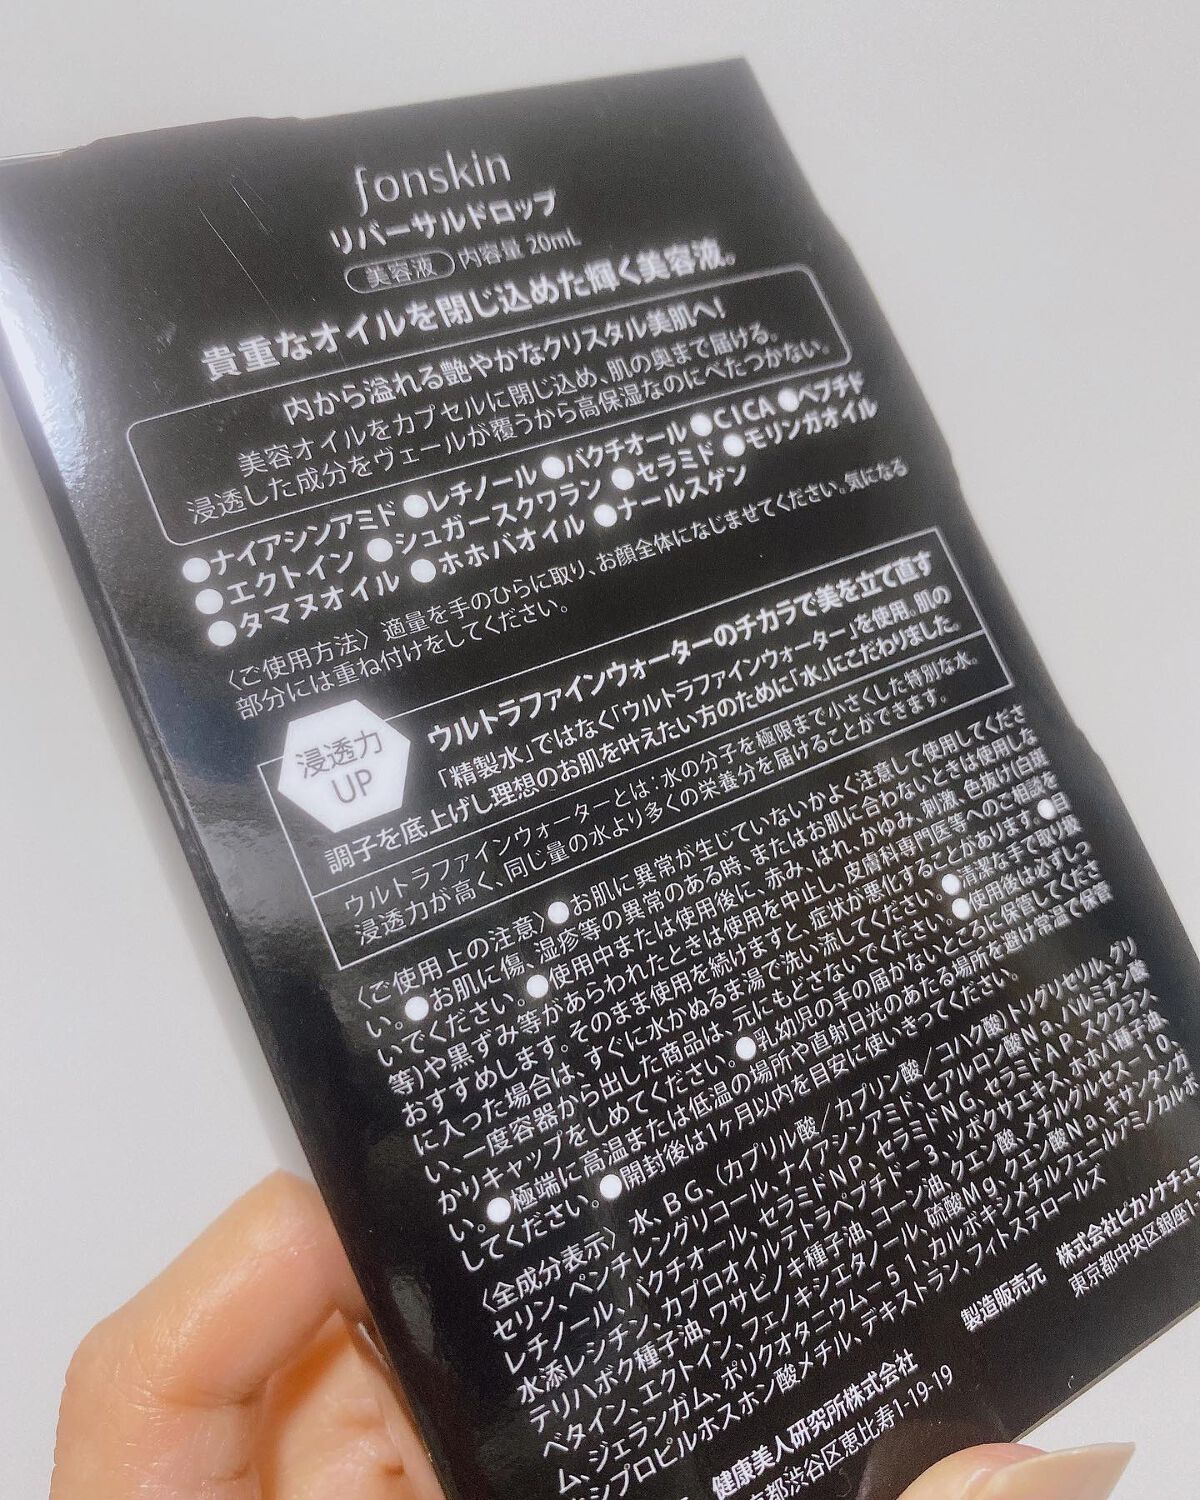 fonskin
リバーサルドロップ
美容液 内容量 20mL
貴重なオイルを閉じ込めた輝く美容液。
内から溢れる艶やかなクリスタル美肌へ!
美容オイルをカプセルに閉じ込め、肌の奥まで届ける。
浸透した成分をヴェールが覆うから高保湿なのにべたつかない。
●ナイアシンアミド ●レチノール ●バクチオール ●CICA ●ペプチド
●エクトイン ●シュガースクワラン ●セラミド ●モリンガオイル
●タマヌオイル ●ホホバオイル ●ナールスゲン
〈ご使用方法〉適量を手のひらに取り、お顔全体になじませてください。気になる
部分には重ね付けをしてください。
浸透力
UP
ウルトラファインウォーターのチカラで美を立て直す
「精製水」ではなく「ウルトラファインウォーター」を使用。肌の
調子を底上げし理想のお肌を叶えたい方のために「水」にこだわりました。
ウルトラファインウォーターとは:水の分子を極限まで小さくした特別な水。
浸透力が高く、同じ量の水より多くの栄養分を届けることができます。
〈ご使用上の注意〉●お肌に異常が生じていないかよく注意して使用してくださ
い。●お肌に傷、湿疹等の異常のある時、またはお肌に合わないときは使用しな
いでください。●使用中または使用後に、赤み、はれ、かゆみ、刺激、色抜け(白斑
等)や黒ずみ等があらわれたときは使用を中止し、皮膚科専門医等へのご相談を
おすすめします。そのまま使用を続けますと、症状が悪化することがあります。●目
に入った場合は、すぐに水かぬるま湯で洗い流してください。●清潔な手で取り扱
い、一度容器から出した商品は、元にもどさないでください。●使用後は必ずしっ
かりキャップをしめてください。●乳幼児の手の届かないところに保管してくださ
い。●極端に高温または低温の場所や直射日光のあたる場所を避け常温で保管
してください。●開封後は1ヶ月以内を目安に使いきってください。
〈全成分表示〉水、BG、(カプリル酸/カプリン酸/コハク酸)トリグリセリル、グリ
セリン、ペンチレングリコール、ナイアシンアミド、ヒアルロン酸Na、パルミチン酸
レチノール、バクチオール、セラミドNP、セラミドNG、セラミドAP、スクワラン、
水添レシチン、カプロオイルテトラペプチド-3、ツボクサエキス、ホホバ種子油、
テリハボク種子油、ワサビノキ種子油、コーン油、クエン酸、メチルグルセス-10、
ベタイン、エクトイン、フェノキシエタノール、硫酸Mg、クエン酸Na、キサンタンガ
ム、ジェランガム、ポリクオタニウム-51、カルボキシメチルフェニルアミノカルボ
キシプロピルホスホン酸メチル、デキストラン、フィトステロールズ
製造販売元 株式会社ピカソナチュラ
東京都中央区銀座1
健康美人研究所株式会社
京都渋谷区恵比寿1-19-19